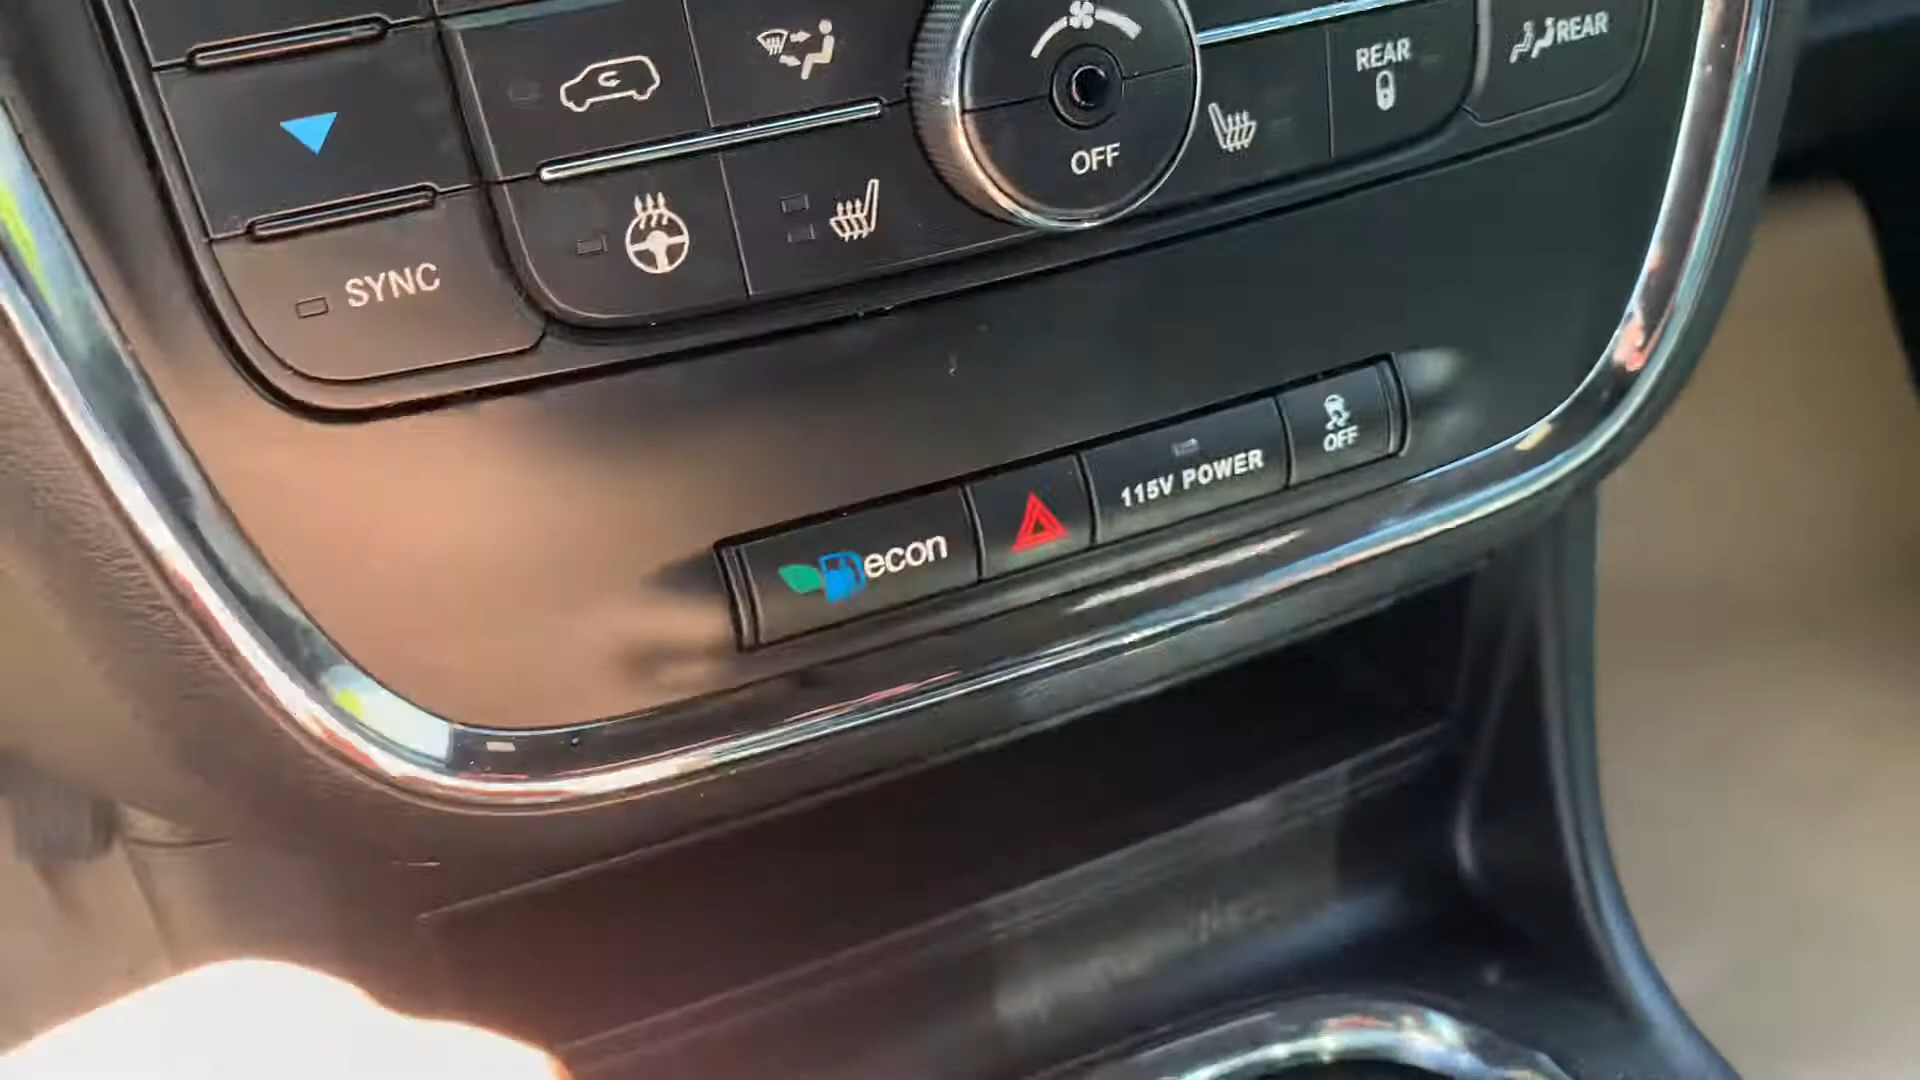 REAR
REAR
OFF
SYNC
OFF
115V POWER
econ